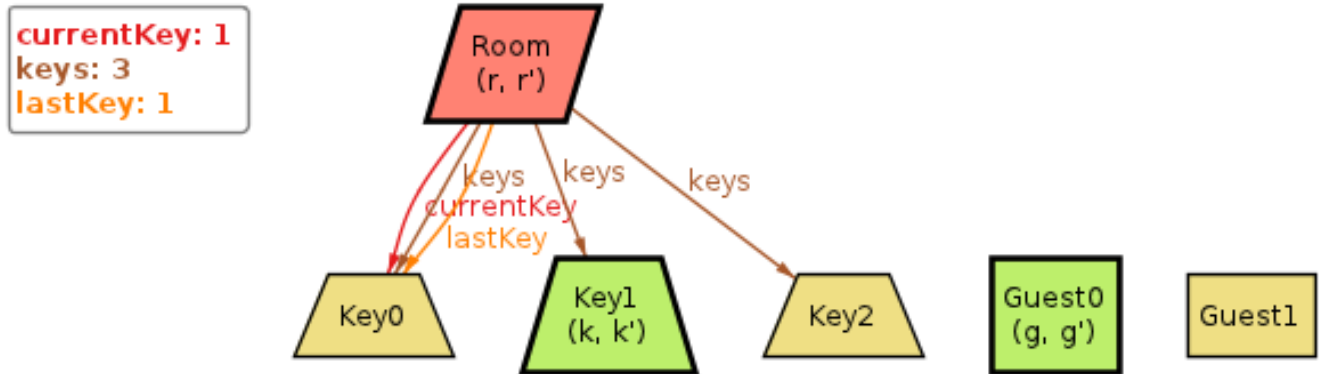 currentKey: 1
keys: 3
lastKey: 1
Room
(r, r')
keys
keys
keys
currentKey
lastKey
Key0
Key1
(k, k')
Key2
Guest0
(g, g')
Guest1